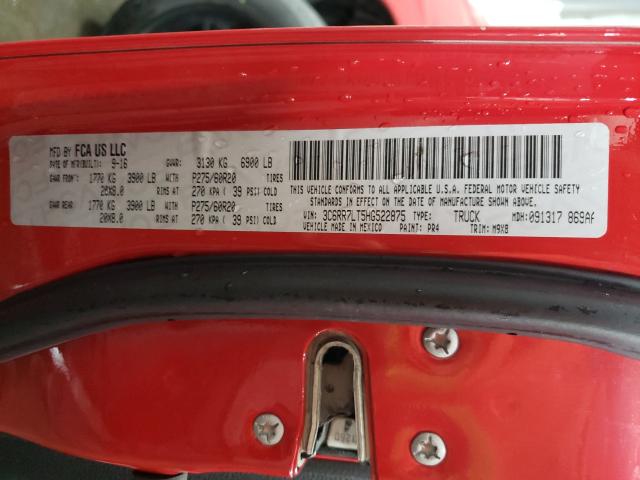 MFD BY FCA US LLC
DATE OF MFR(BUILT): 9-16 GVWR: 3130 KG 6900 LB
GAWR FRONT: 1770 KG 3900 LB WITH P275/60R20 TIRES
20X8.0 RIMS AT 270 KPA ( 39 PSI) COLD
GAWR REAR: 1770 KG 3900 LB WITH P275/60R20 TIRES
20X8.0 RIMS AT 270 KPA ( 39 PSI) COLD
THIS VEHICLE CONFORMS TO ALL APPLICABLE U.S.A. FEDERAL MOTOR VEHICLE SAFETY
STANDARDS IN EFFECT ON THE DATE OF MANUFACTURE SHOWN ABOVE
VIN: 3C6RR7LT5HG522875 TYPE: TRUCK MDH: 091317 869AA
VEHICLE MADE IN MEXICO PAINT: PR4 TRIM: M9X8